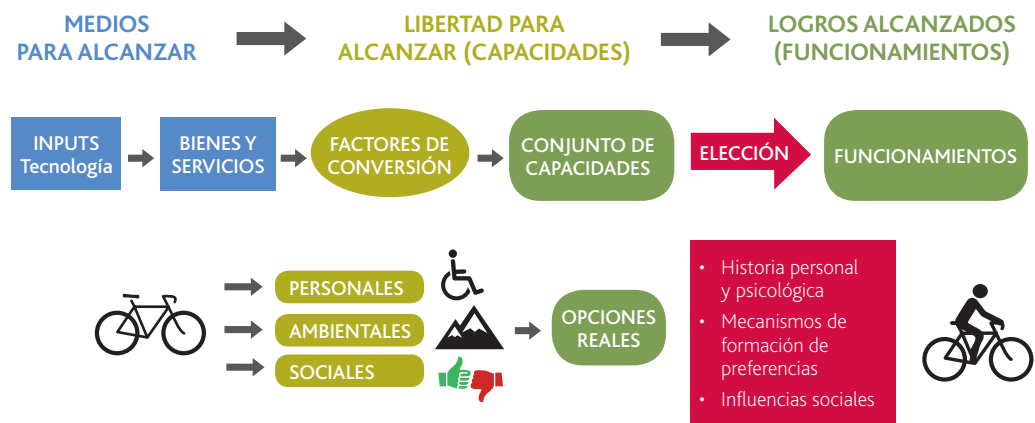 MEDIOS
PARA ALCANZAR
LIBERTAD PARA
ALCANZAR (CAPACIDADES)
LOGROS ALCANZADOS
(FUNCIONAMIENTOS)
INPUTS
Tecnología
BIENES Y
SERVICIOS
FACTORES DE
CONVERSIÓN
CONJUNTO DE
CAPACIDADES
ELECCIÓN
FUNCIONAMIENTOS
PERSONALES
AMBIENTALES
SOCIALES
OPCIONES
REALES
• Historia personal
y psicológica
• Mecanismos de
formación de
preferencias
• Influencias sociales